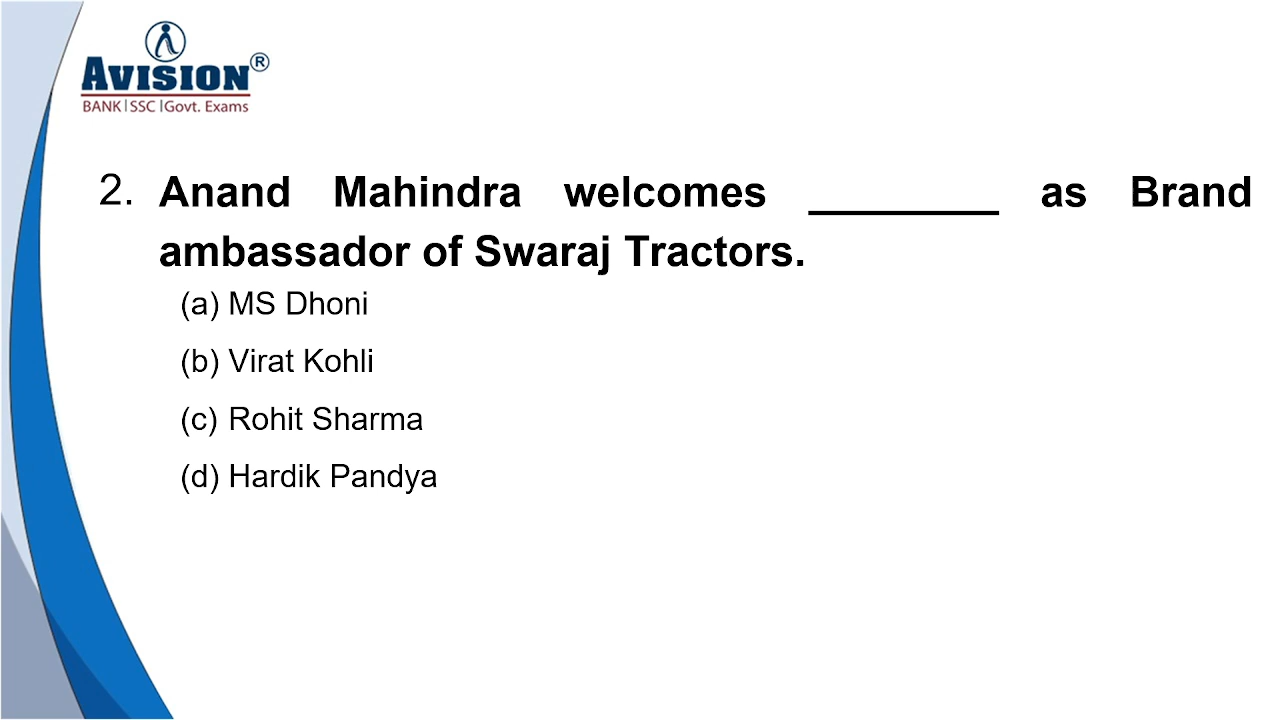 AVISION®
BANK|SSC|Govt. Exams
2. Anand Mahindra welcomes ________ as Brand
ambassador of Swaraj Tractors.
(a) MS Dhoni
(b) Virat Kohli
(c) Rohit Sharma
(d) Hardik Pandya